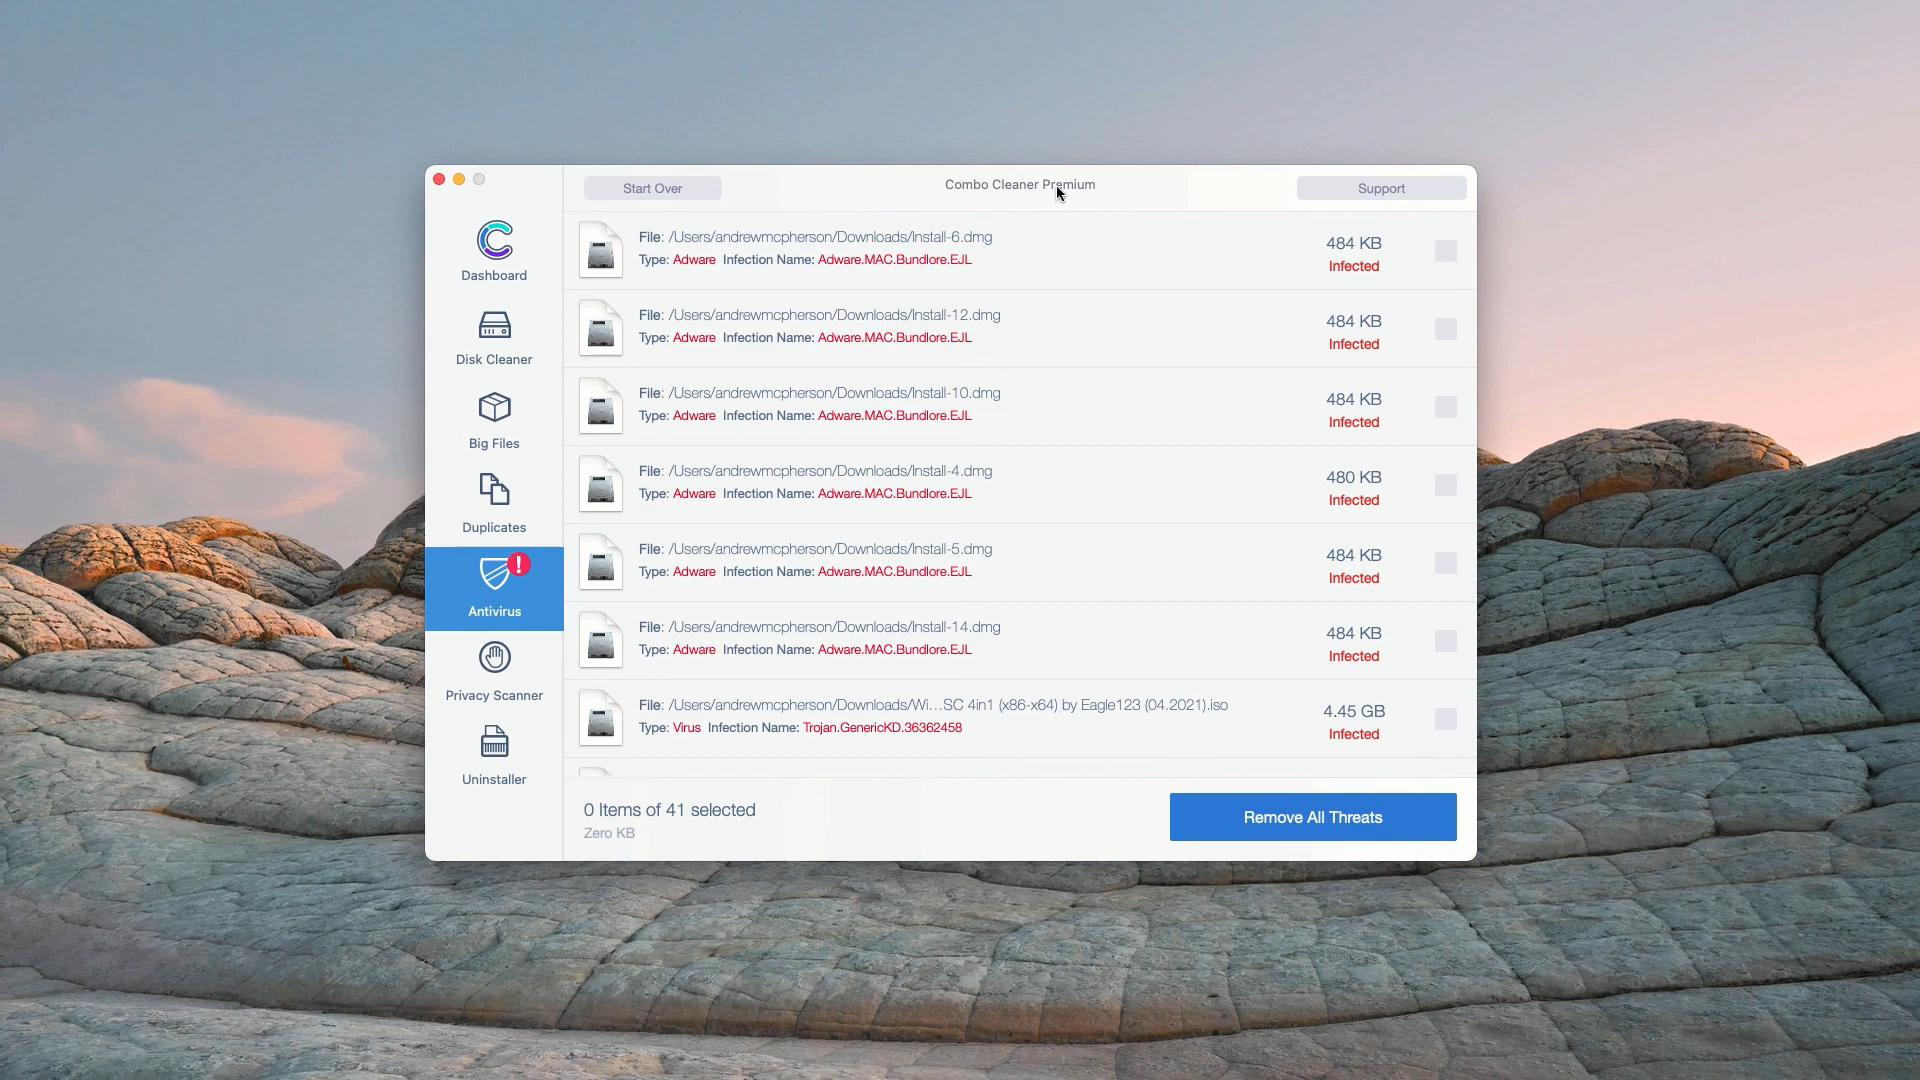 Start Over
Combo Cleaner Premium
Support
Dashboard
Disk Cleaner
Big Files
Duplicates
!
Antivirus
Privacy Scanner
Uninstaller
File: /Users/andrewmcpherson/Downloads/Install-6.dmg
Type: Adware Infection Name: Adware.MAC.Bundlore.EJL
484 KB
Infected
File: /Users/andrewmcpherson/Downloads/Install-12.dmg
Type: Adware Infection Name: Adware.MAC.Bundlore.EJL
484 KB
Infected
File: /Users/andrewmcpherson/Downloads/Install-10.dmg
Type: Adware Infection Name: Adware.MAC.Bundlore.EJL
484 KB
Infected
File: /Users/andrewmcpherson/Downloads/Install-4.dmg
Type: Adware Infection Name: Adware.MAC.Bundlore.EJL
480 KB
Infected
File: /Users/andrewmcpherson/Downloads/Install-5.dmg
Type: Adware Infection Name: Adware.MAC.Bundlore.EJL
484 KB
Infected
File: /Users/andrewmcpherson/Downloads/Install-14.dmg
Type: Adware Infection Name: Adware.MAC.Bundlore.EJL
484 KB
Infected
File: /Users/andrewmcpherson/Downloads/Wi...SC 4in1 (x86-x64) by Eagle123 (04.2021).iso
Type: Virus Infection Name: Trojan.GenericKD.36362458
4.45 GB
Infected
0 Items of 41 selected
Zero KB
Remove All Threats